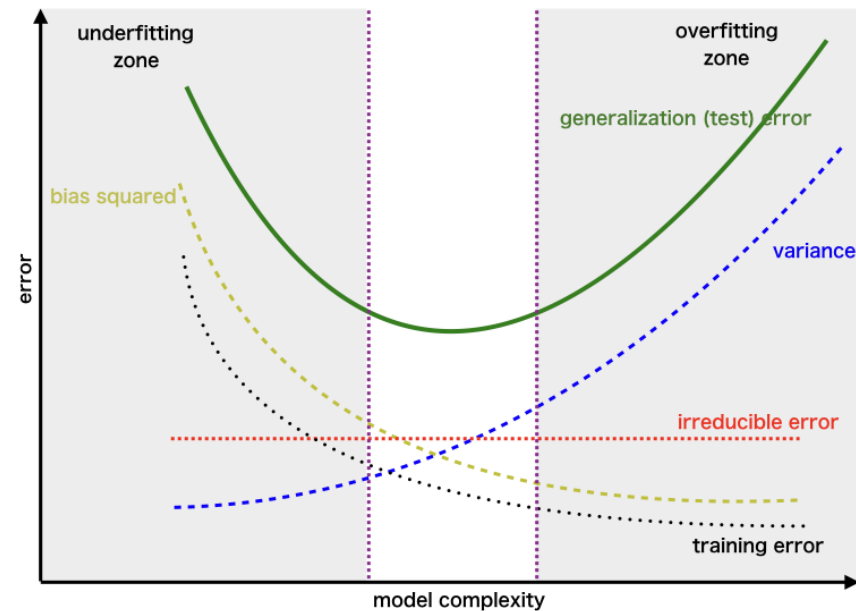 underfitting
zone
overfitting
zone
generalization (test) error
bias squared
variance
error
irreducible error
training error
model complexity